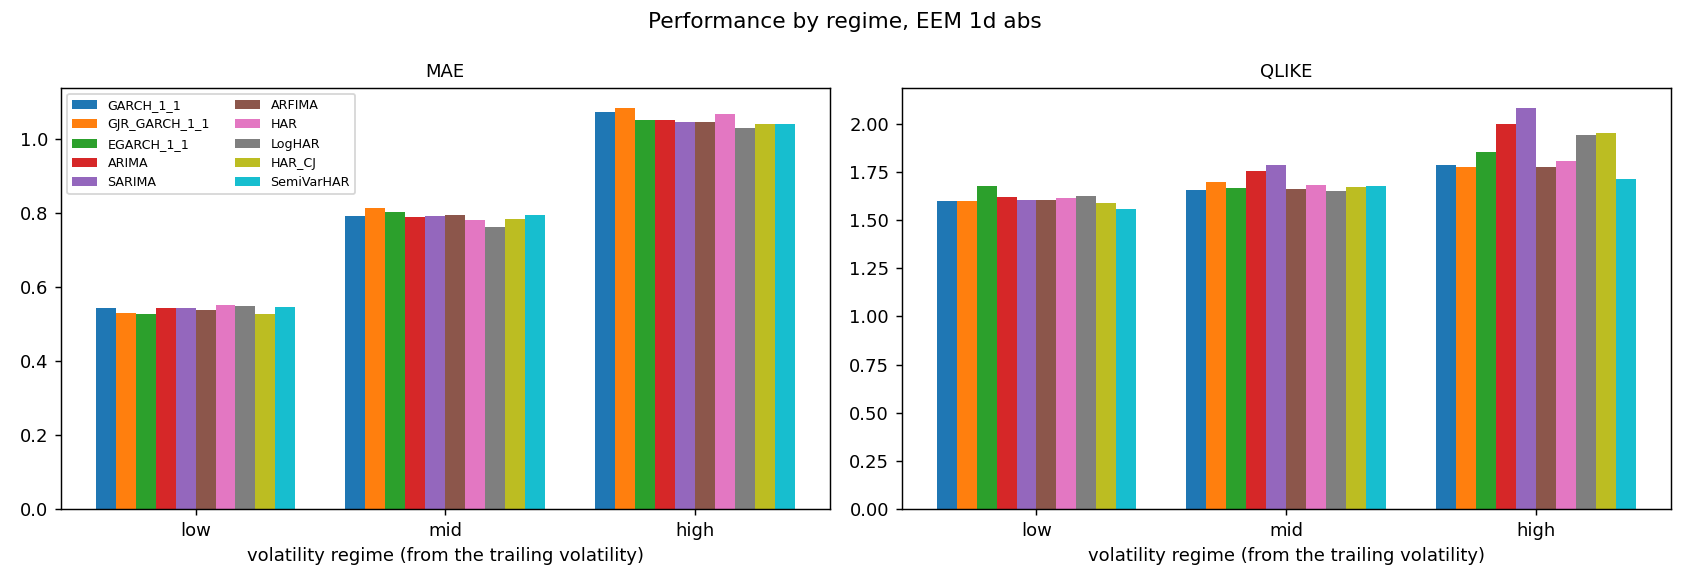 Performance by regime, EEM 1d abs
MAE
1.0
0.8
0.6
0.4
0.2
0.0
GARCH_1_1
GJR_GARCH_1_1
EGARCH_1_1
ARIMA
SARIMA
ARFIMA
HAR
LogHAR
HAR_CJ
SemiVarHAR
low
mid
high
volatility regime (from the trailing volatility)
QLIKE
2.00
1.75
1.50
1.25
1.00
0.75
0.50
0.25
0.00
low
mid
high
volatility regime (from the trailing volatility)